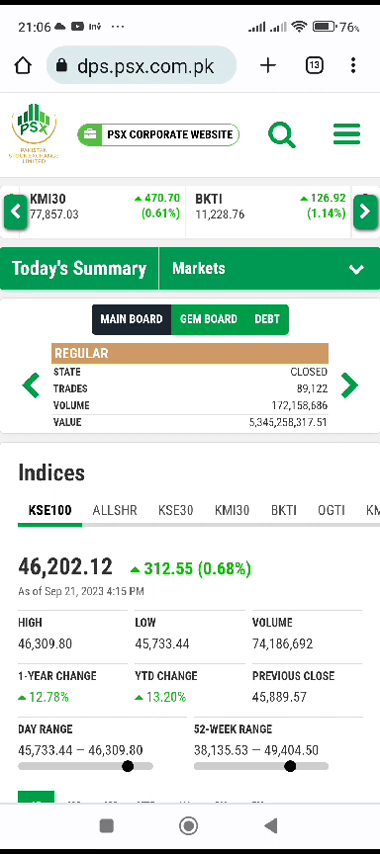 21:06 76%
dps.psx.com.pk 13
PSX
PAKISTAN
STOCK EXCHANGE
LIMITED
PSX CORPORATE WEBSITE
KMI30 470.70
77,857.03 (0.61%)
BKTI 126.92
11,228.76 (1.14%)
Today's Summary Markets
MAIN BOARD GEM BOARD DEBT
REGULAR
STATE CLOSED
TRADES 89,122
VOLUME 172,158,686
VALUE 5,345,258,317.51
Indices
KSE100 ALLSHR KSE30 KMI30 BKTI OGTI KM
46,202.12 312.55 (0.68%)
As of Sep 21, 2023 4:15 PM
HIGH LOW VOLUME
46,309.80 45,733.44 74,186,692
1-YEAR CHANGE YTD CHANGE PREVIOUS CLOSE
12.78% 13.20% 45,889.57
DAY RANGE 52-WEEK RANGE
45,733.44 — 46,309.80 38,135.53 — 49,404.50